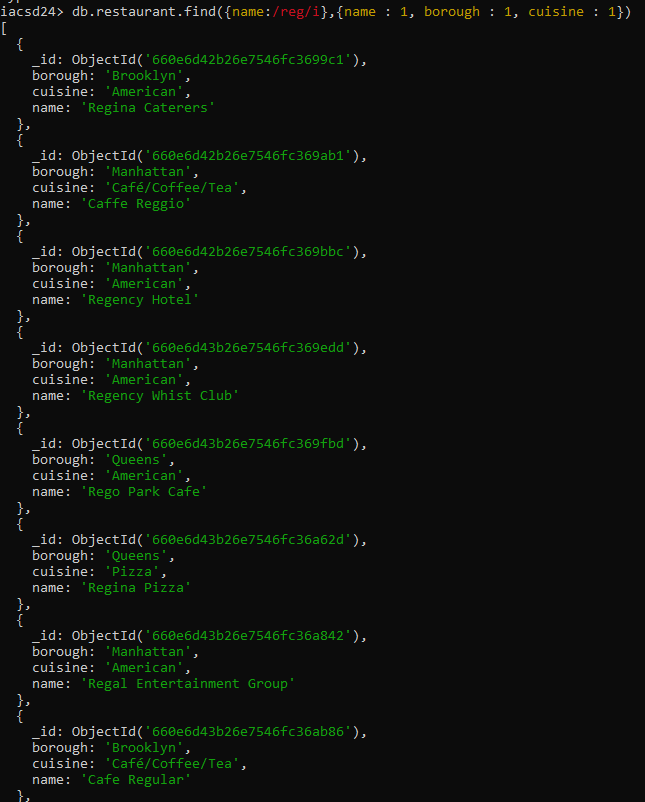 iacsd24> db.restaurant.find({name:/reg/i},{name : 1, borough : 1, cuisine : 1})
[
  {
    _id: ObjectId('660e6d42b26e7546fc3699c1'),
    borough: 'Brooklyn',
    cuisine: 'American',
    name: 'Regina Caterers'
  },
  {
    _id: ObjectId('660e6d42b26e7546fc369ab1'),
    borough: 'Manhattan',
    cuisine: 'Café/Coffee/Tea',
    name: 'Caffe Reggio'
  },
  {
    _id: ObjectId('660e6d42b26e7546fc369bbc'),
    borough: 'Manhattan',
    cuisine: 'American',
    name: 'Regency Hotel'
  },
  {
    _id: ObjectId('660e6d43b26e7546fc369edd'),
    borough: 'Manhattan',
    cuisine: 'American',
    name: 'Regency Whist Club'
  },
  {
    _id: ObjectId('660e6d43b26e7546fc369fbd'),
    borough: 'Queens',
    cuisine: 'American',
    name: 'Rego Park Cafe'
  },
  {
    _id: ObjectId('660e6d43b26e7546fc36a62d'),
    borough: 'Queens',
    cuisine: 'Pizza',
    name: 'Regina Pizza'
  },
  {
    _id: ObjectId('660e6d43b26e7546fc36a842'),
    borough: 'Manhattan',
    cuisine: 'American',
    name: 'Regal Entertainment Group'
  },
  {
    _id: ObjectId('660e6d43b26e7546fc36ab86'),
    borough: 'Brooklyn',
    cuisine: 'Café/Coffee/Tea',
    name: 'Cafe Regular'
  },